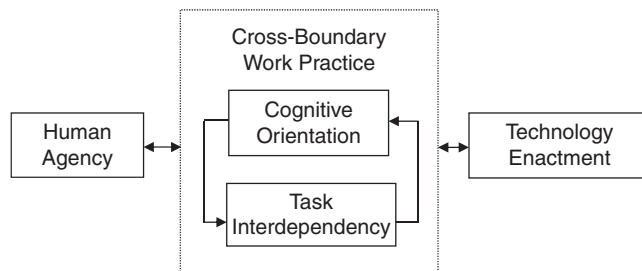 Cross-Boundary
Work Practice
Human
Agency
Cognitive
Orientation
Task
Interdependency
Technology
Enactment